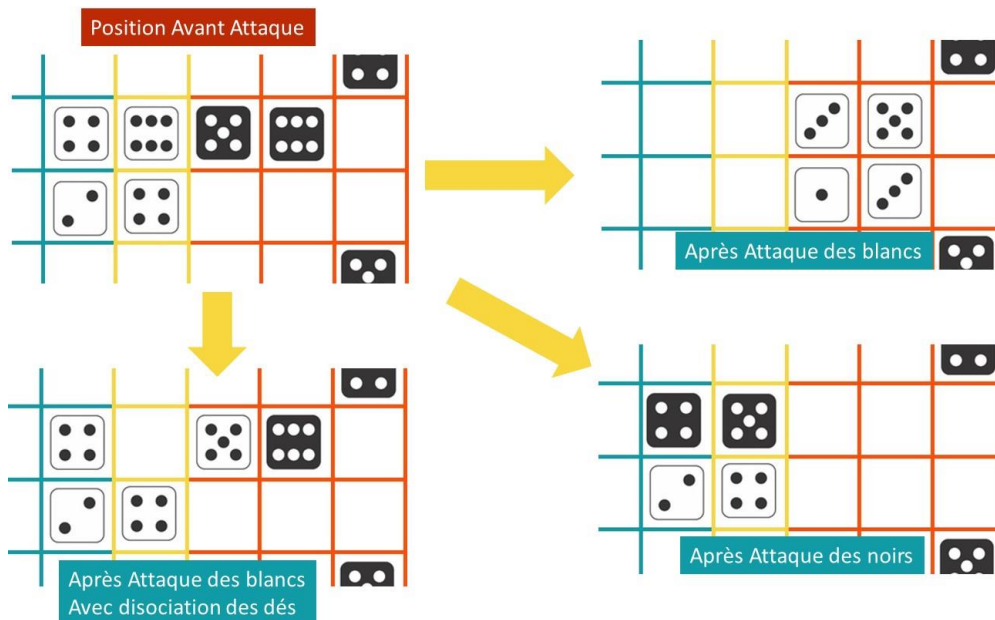 Position Avant Attaque
Après Attaque des blancs
Après Attaque des blancs
Avec disociation des dés
Après Attaque des noirs